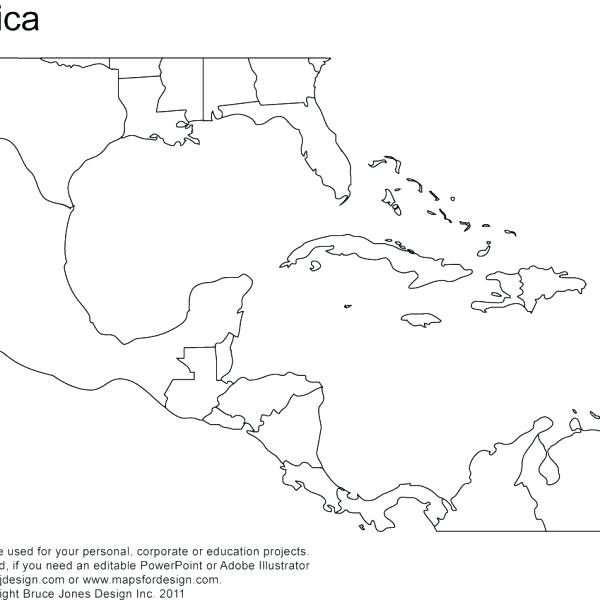 ica
e used for your personal, corporate or education projects.
d, if you need an editable PowerPoint or Adobe Illustrator
jdesign.com or www.mapsfordesign.com.
ight Bruce Jones Design Inc. 2011